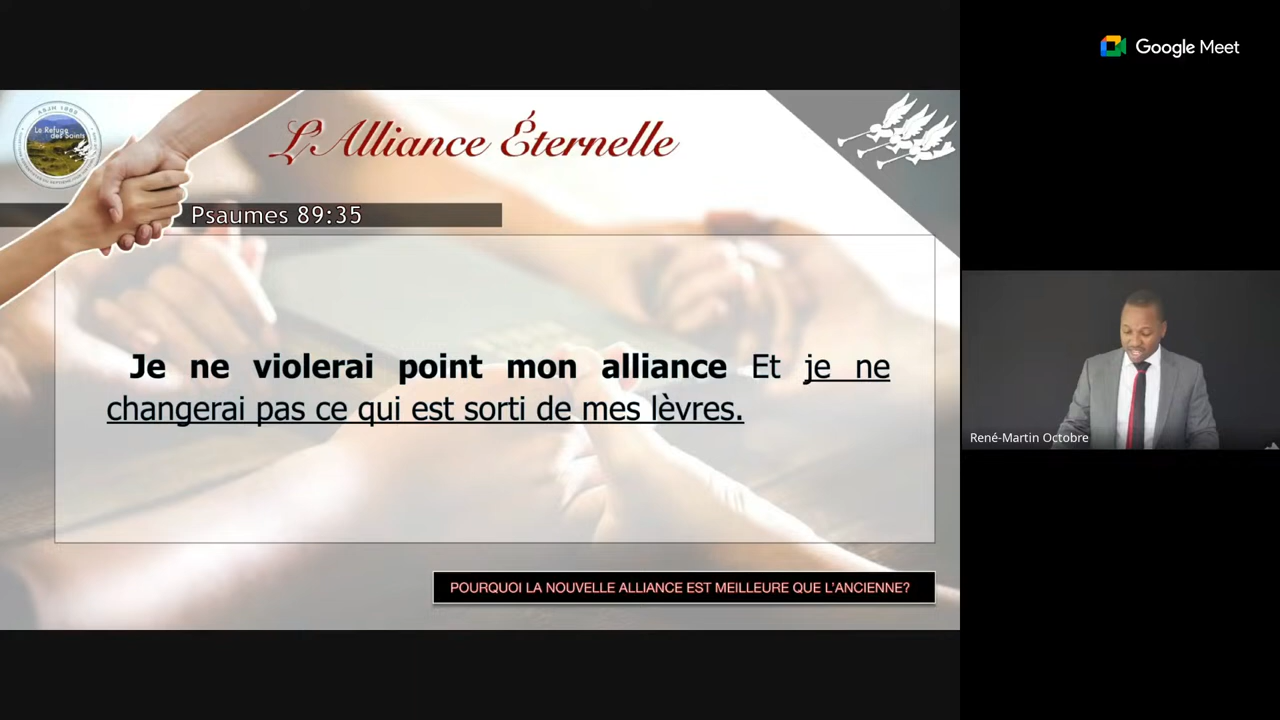 Google Meet
L'Alliance Éternelle
ASJM 1888
Le Refuge
des Saints
Psaumes 89:35
Je ne violerai point mon alliance Et je ne
changerai pas ce qui est sorti de mes lèvres.
René-Martin Octobre
POURQUOI LA NOUVELLE ALLIANCE EST MEILLEURE QUE L'ANCIENNE?